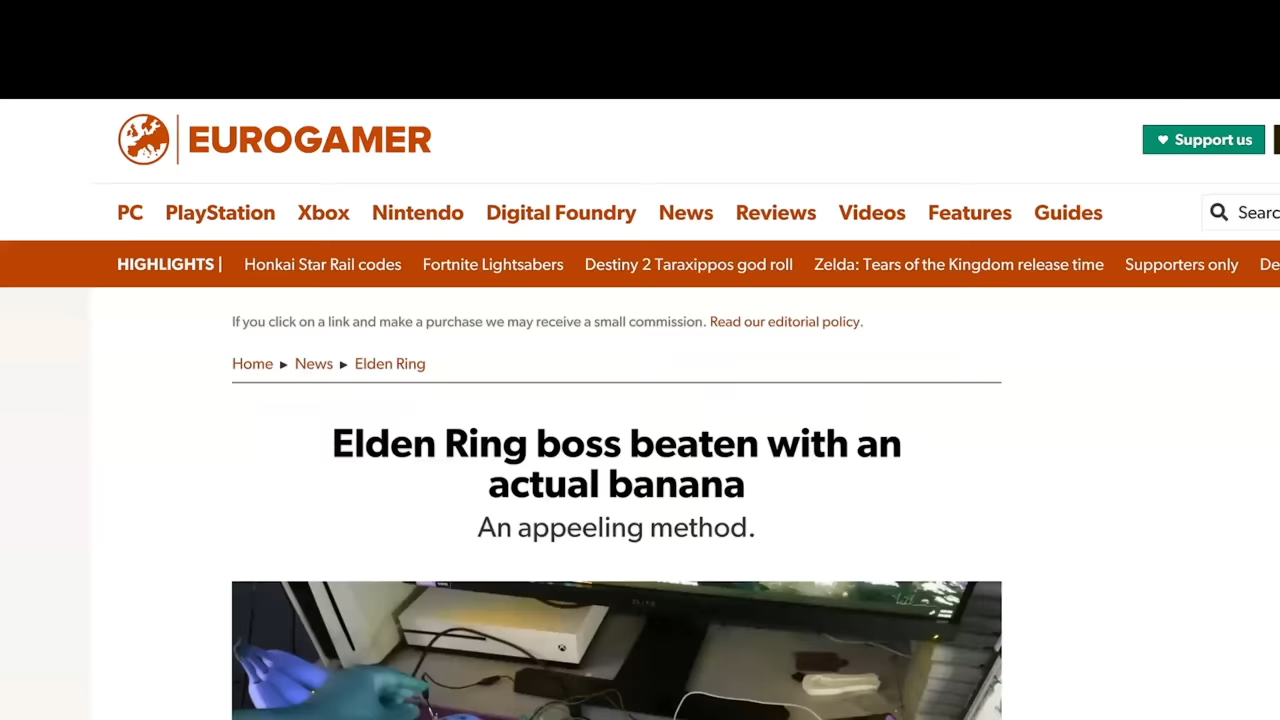 EUROGAMER
Support us
PC PlayStation Xbox Nintendo Digital Foundry News Reviews Videos Features Guides
HIGHLIGHTS | Honkai Star Rail codes Fortnite Lightsabers Destiny 2 Taraxippos god roll Zelda: Tears of the Kingdom release time Supporters only
If you click on a link and make a purchase we may receive a small commission. Read our editorial policy.
Home ▸ News ▸ Elden Ring
Elden Ring boss beaten with an
actual banana
An appeeling method.